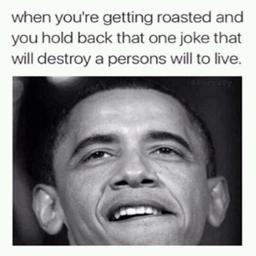 when you're getting roasted and
you hold back that one joke that
will destroy a persons will to live.